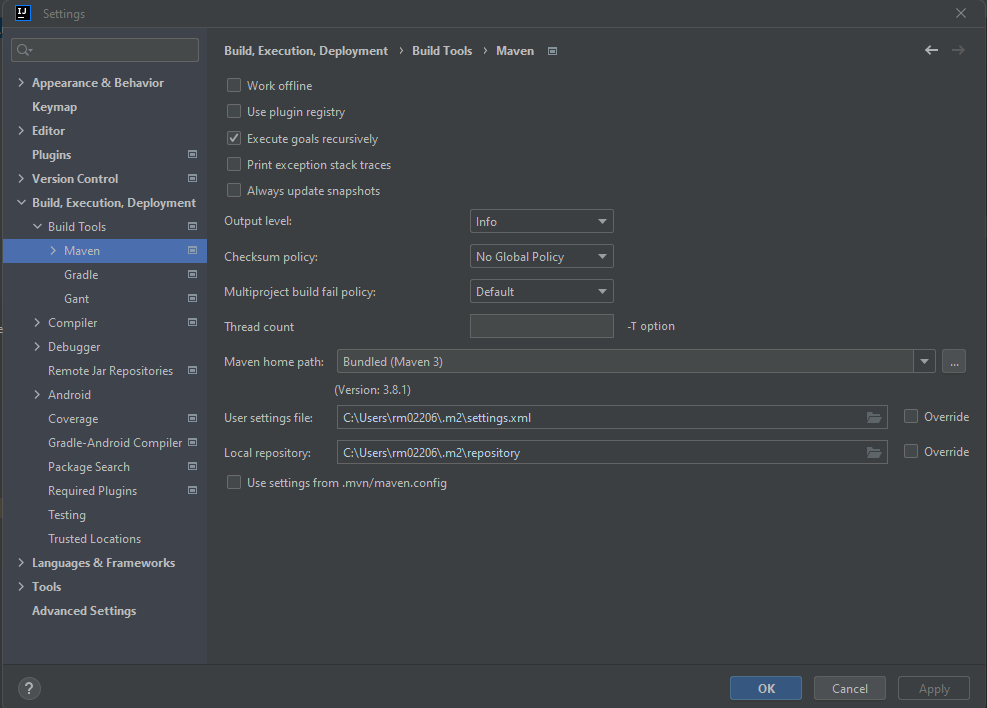 IJ
Settings
Appearance & Behavior
Keymap
Editor
Plugins
Version Control
Build, Execution, Deployment
Build Tools
Maven
Gradle
Gant
Compiler
Debugger
Remote Jar Repositories
Android
Coverage
Gradle-Android Compiler
Package Search
Required Plugins
Testing
Trusted Locations
Languages & Frameworks
Tools
Advanced Settings
Build, Execution, Deployment › Build Tools › Maven
Work offline
Use plugin registry
Execute goals recursively
Print exception stack traces
Always update snapshots
Output level: Info
Checksum policy: No Global Policy
Multiproject build fail policy: Default
Thread count -T option
Maven home path: Bundled (Maven 3) ...
(Version: 3.8.1)
User settings file: C:\Users\rm02206\.m2\settings.xml Override
Local repository: C:\Users\rm02206\.m2\repository Override
Use settings from .mvn/maven.config
? OK Cancel Apply